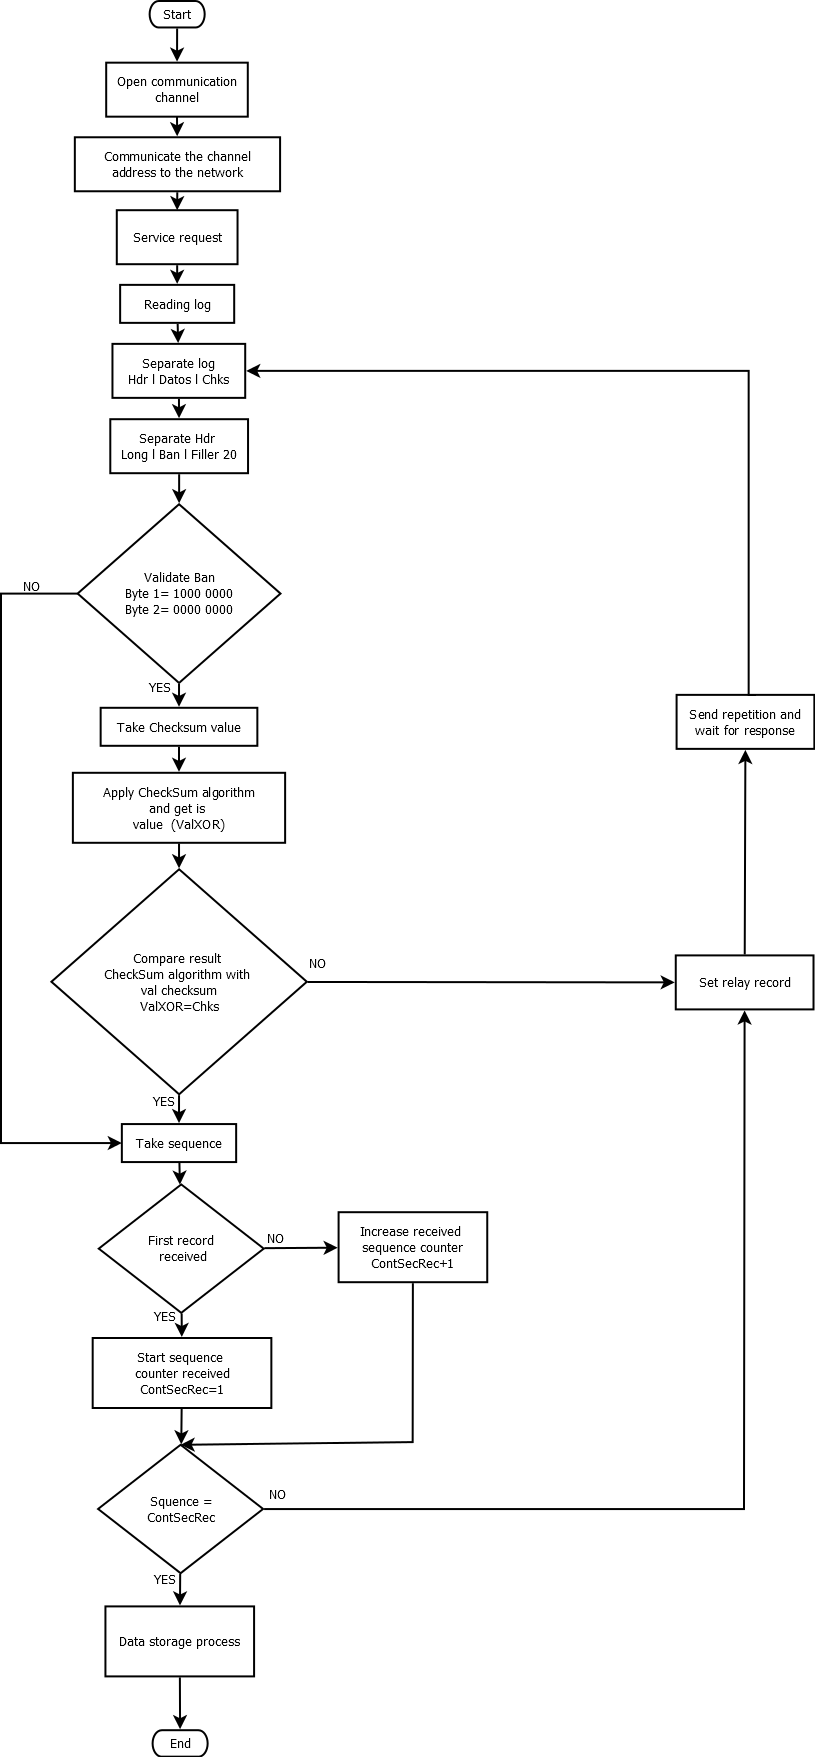 Start
Open communication
channel
Communicate the channel
address to the network
Service request
Reading log
Separate log
Hdr l Datos l Chks
Separate Hdr
Long l Ban l Filler 20
Validate Ban
Byte 1= 1000 0000
Byte 2= 0000 0000
NO
YES
Take Checksum value
Send repetition and
wait for response
Apply CheckSum algorithm
and get is
value (ValXOR)
Compare result
CheckSum algorithm with
val checksum
ValXOR=Chks
NO
Set relay record
YES
Take sequence
First record
received
NO
Increase received
sequence counter
ContSecRec+1
YES
Start sequence
counter received
ContSecRec=1
Squence =
ContSecRec
NO
YES
Data storage process
End